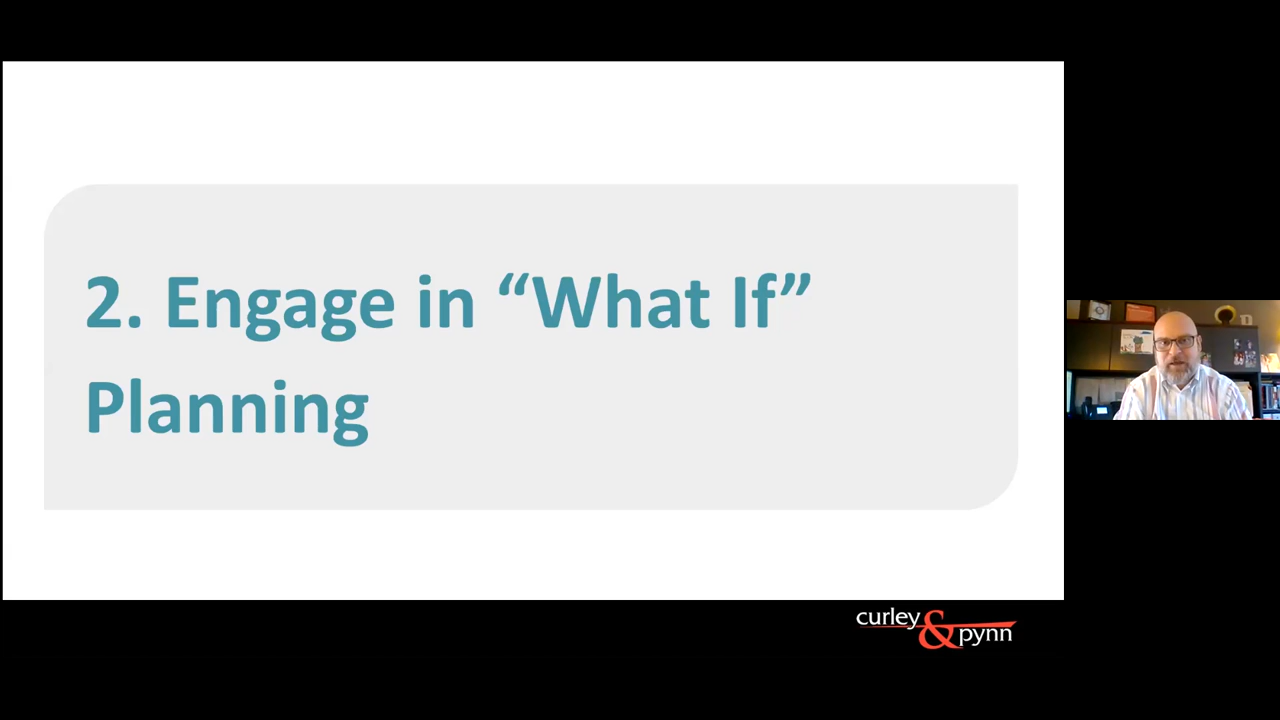 2. Engage in “What If”
Planning
curley
&
pynn